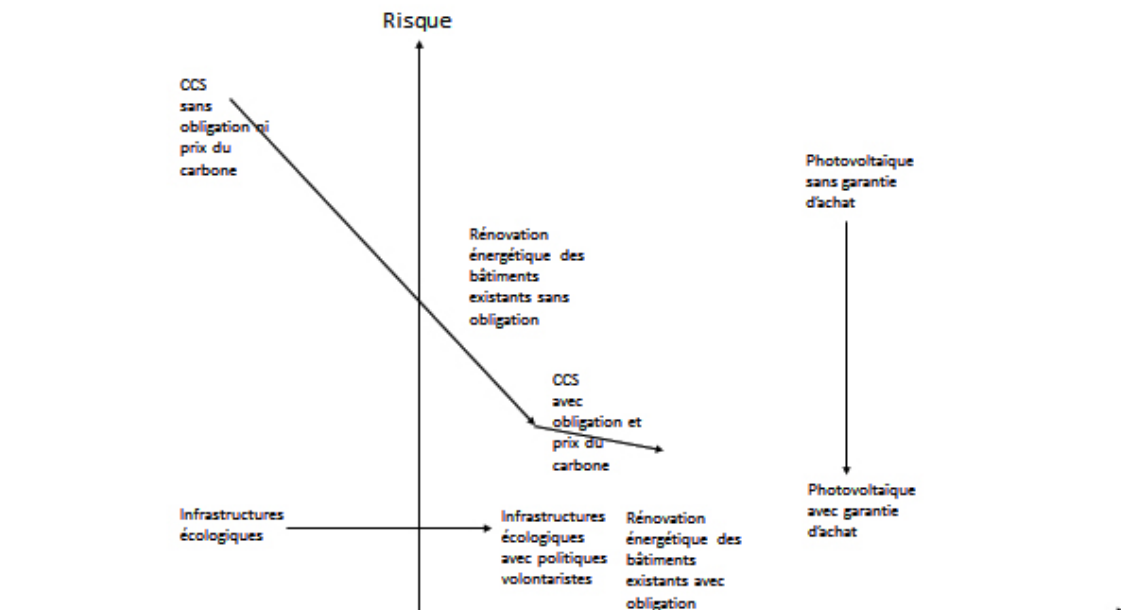 Risque
CCS
sans
obligation ni
prix du
carbone
Photovoltaïque
sans garantie
d'achat
Rénovation
énergétique des
bâtiments
existants sans
obligation
CCS
avec
obligation et
prix du
carbone
Photovoltaïque
avec garantie
d'achat
Infrastructures
écologiques
Infrastructures
écologiques
avec politiques
volontaristes
Rénovation
énergétique des
bâtiments
existants avec
obligation